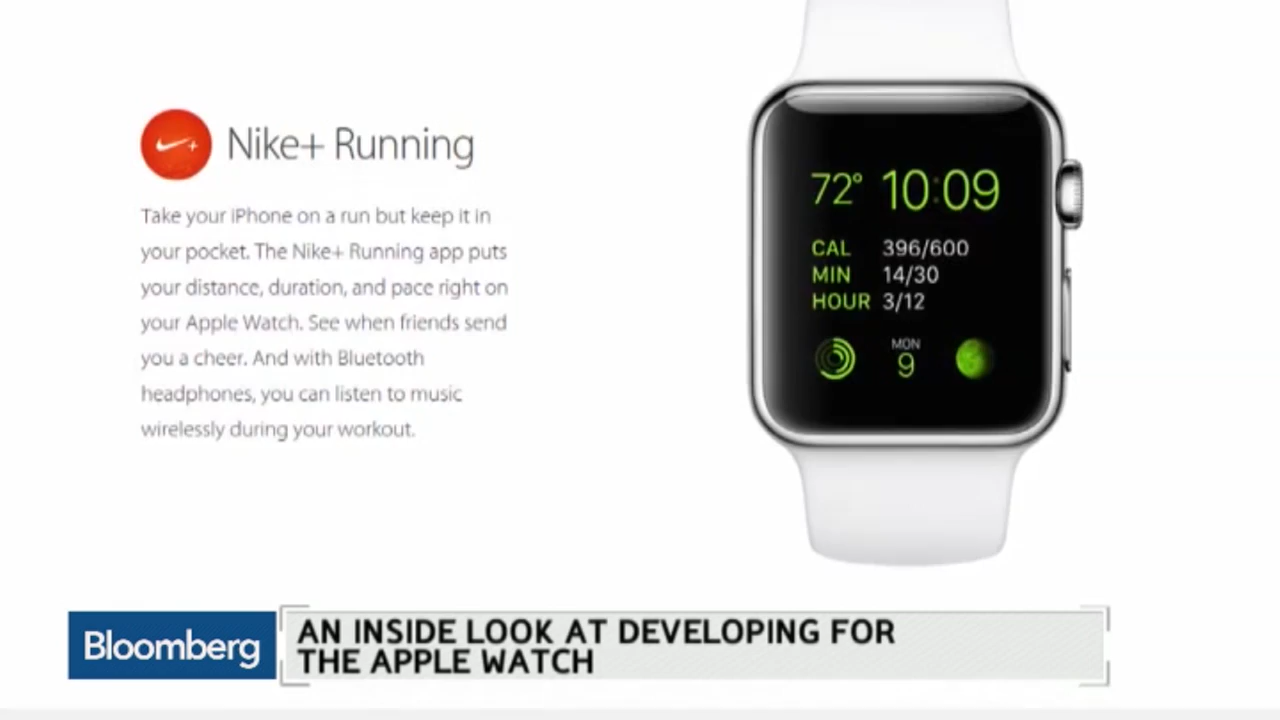 Nike+ Running
Take your iPhone on a run but keep it in
your pocket. The Nike+ Running app puts
your distance, duration, and pace right on
your Apple Watch. See when friends send
you a cheer. And with Bluetooth
headphones, you can listen to music
wirelessly during your workout.
72° 10:09
CAL 396/600
MIN 14/30
HOUR 3/12
MON
9
Bloomberg
AN INSIDE LOOK AT DEVELOPING FOR
THE APPLE WATCH